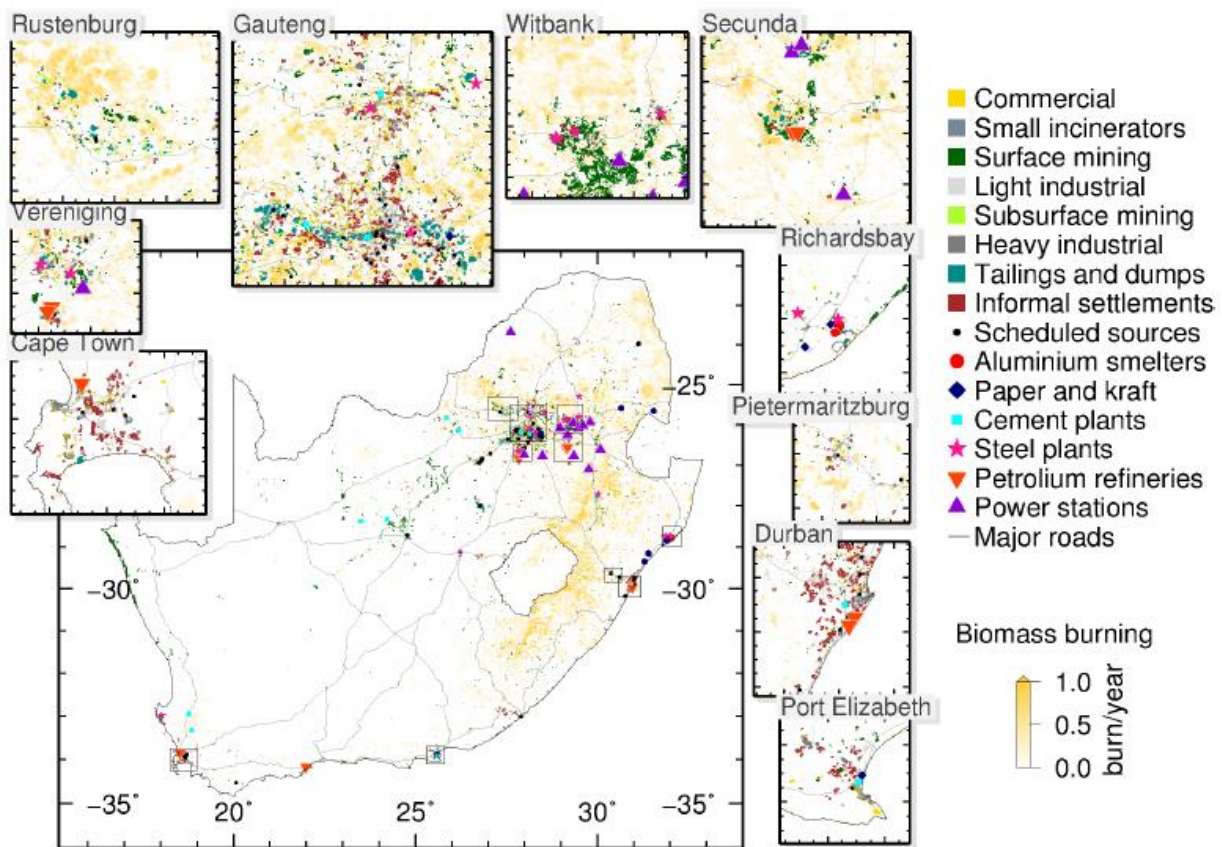 Rustenburg
Gauteng
Witbank
Secunda
Commercial
Small incinerators
Surface mining
Light industrial
Subsurface mining
Heavy industrial
Tailings and dumps
Informal settlements
Scheduled sources
Aluminium smelters
Paper and kraft
Cement plants
Steel plants
Petrolium refineries
Power stations
Major roads
Vereniging
Richardsbay
Cape Town
Pietermaritzburg
Durban
Port Elizabeth
−25˚
−30˚
−30˚
−35˚
−35˚
20˚
25˚
30˚
Biomass burning
1.0
0.5
0.0
burn/year